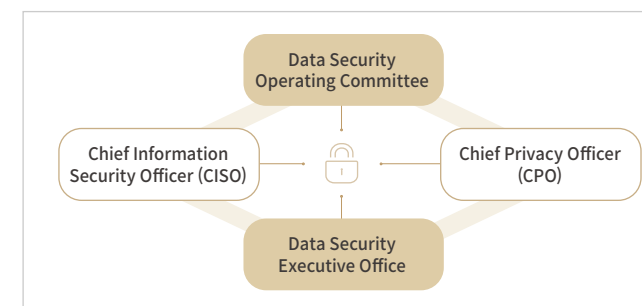 Data Security
Operating Committee
Chief Information
Security Officer (CISO)
Chief Privacy Officer
(CPO)
Data Security
Executive Office